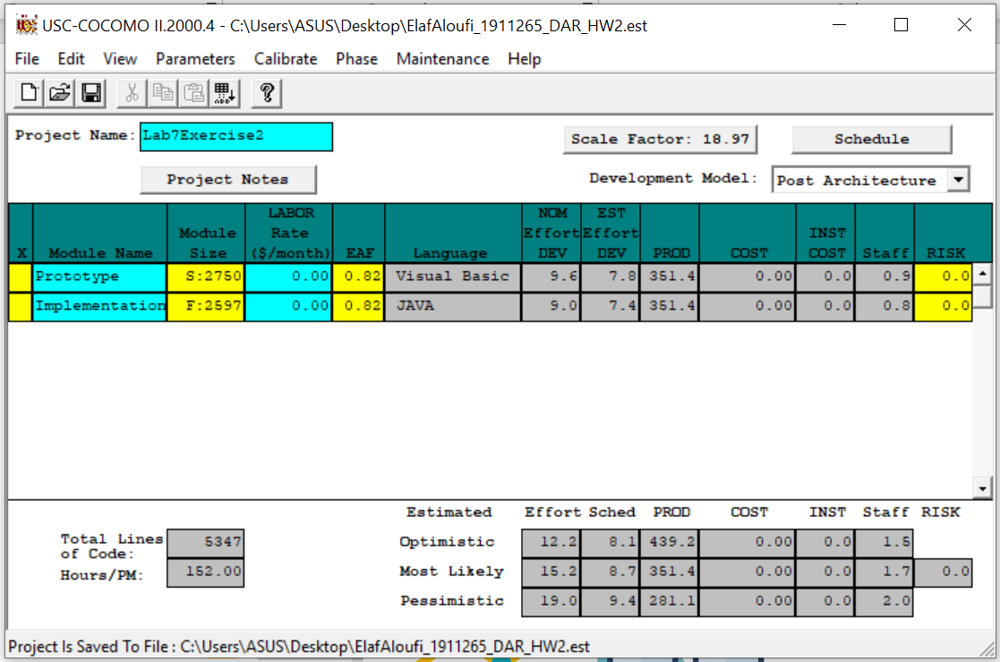 USC-COCOMO II.2000.4 - C:\Users\ASUS\Desktop\ElafAloufi_1911265_DAR_HW2.est
File Edit View Parameters Calibrate Phase Maintenance Help
Project Name: Lab7Exercise2 Scale Factor: 18.97 Schedule
Project Notes Development Model: Post Architecture
LABOR NOM EST
Module Rate Effort Effort INST
X Module Name Size ($/month) EAF Language DEV DEV PROD COST COST Staff RISK
Prototype S:2750 0.00 0.82 Visual Basic 9.6 7.8 351.4 0.00 0.0 0.9 0.0
Implementation F:2597 0.00 0.82 JAVA 9.0 7.4 351.4 0.00 0.0 0.8 0.0
Estimated Effort Sched PROD COST INST Staff RISK
Total Lines of Code: 5347 Optimistic 12.2 8.1 439.2 0.00 0.0 1.5
Hours/PM: 152.00 Most Likely 15.2 8.7 351.4 0.00 0.0 1.7 0.0
Pessimistic 19.0 9.4 281.1 0.00 0.0 2.0
Project Is Saved To File : C:\Users\ASUS\Desktop\ElafAloufi_1911265_DAR_HW2.est